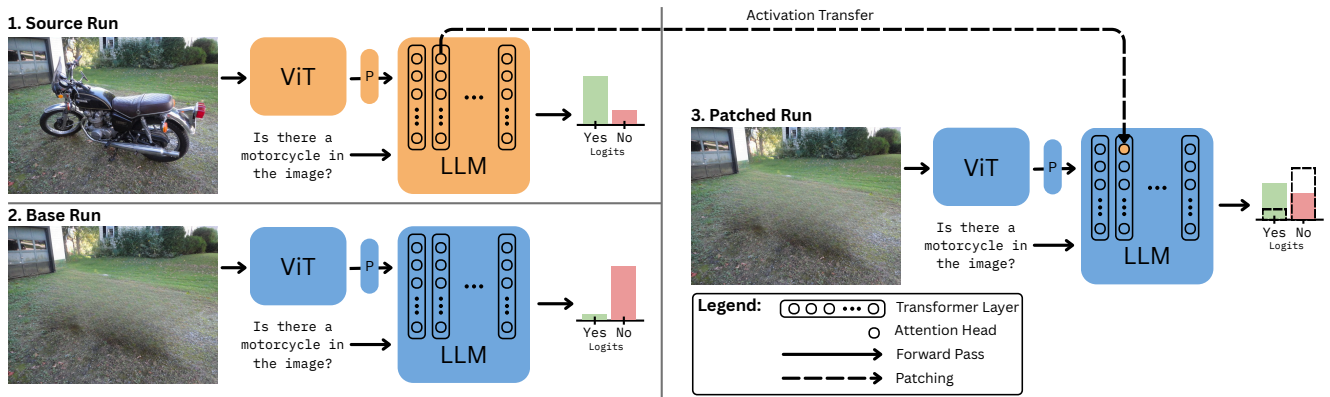 1. Source Run
ViT
P
Is there a
motorcycle in
the image?
LLM
Yes No
Logits
2. Base Run
ViT
P
Is there a
motorcycle in
the image?
LLM
Yes No
Logits
Activation Transfer
3. Patched Run
ViT
P
Is there a
motorcycle in
the image?
LLM
Yes No
Logits
Legend:
Transformer Layer
Attention Head
Forward Pass
Patching